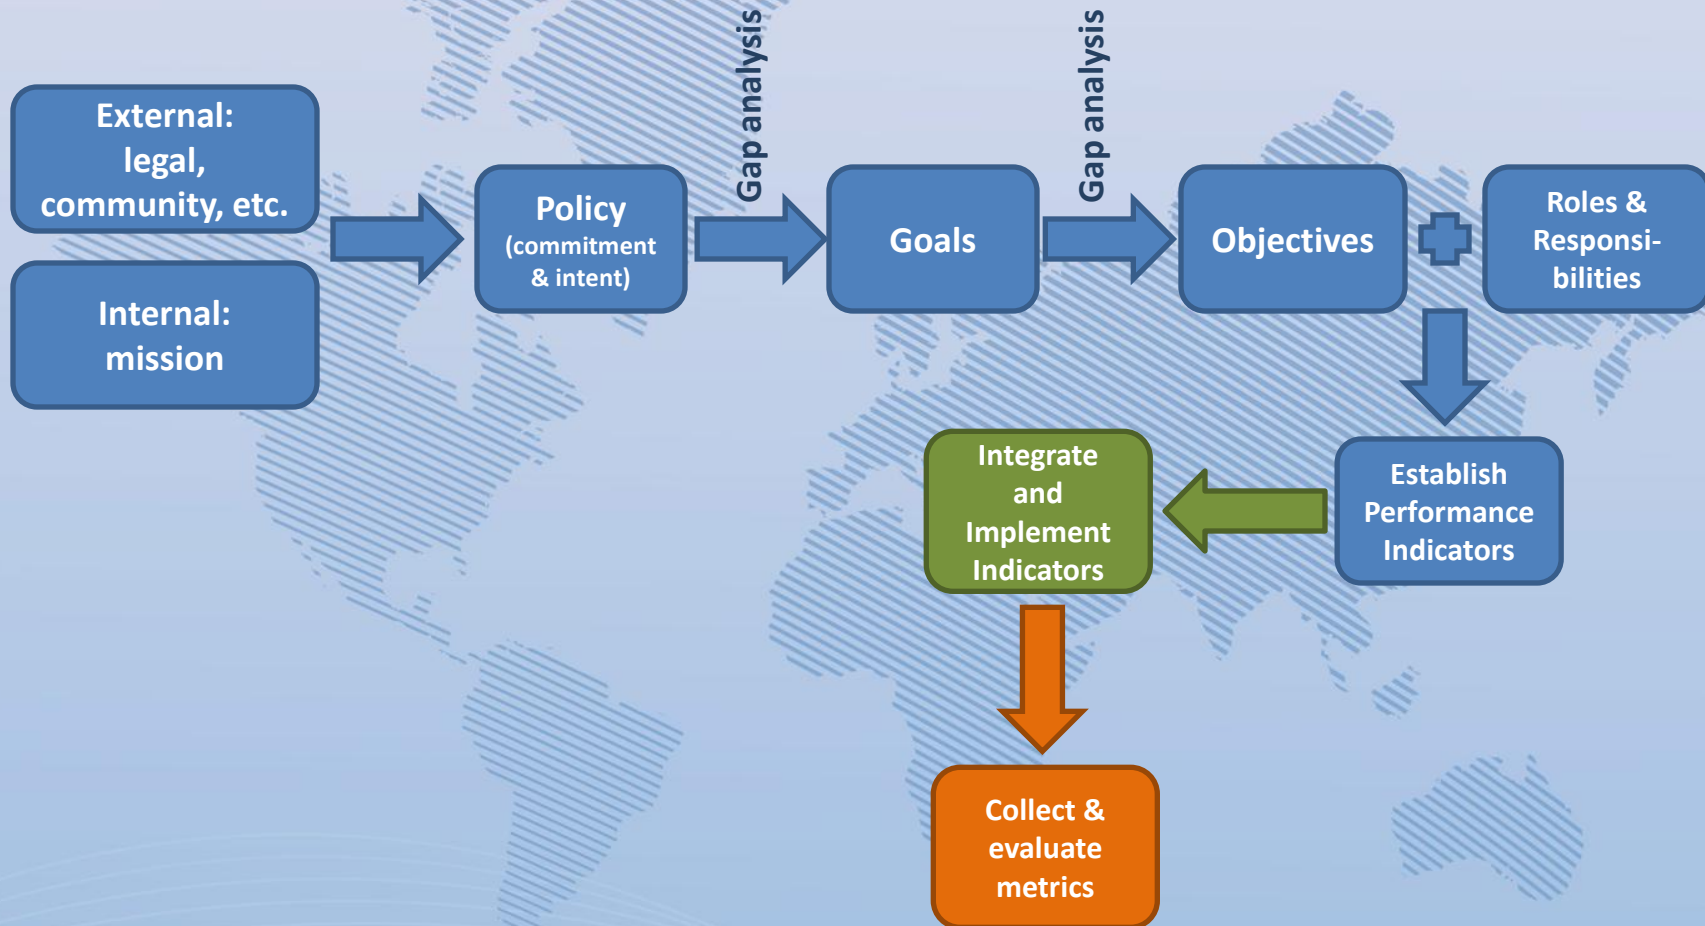 External:
legal,
community, etc.
Internal:
mission
Policy
(commitment
& intent)
Gap analysis
Goals
Gap analysis
Objectives
Roles &
Responsi-
bilities
Establish
Performance
Indicators
Integrate
and
Implement
Indicators
Collect &
evaluate
metrics